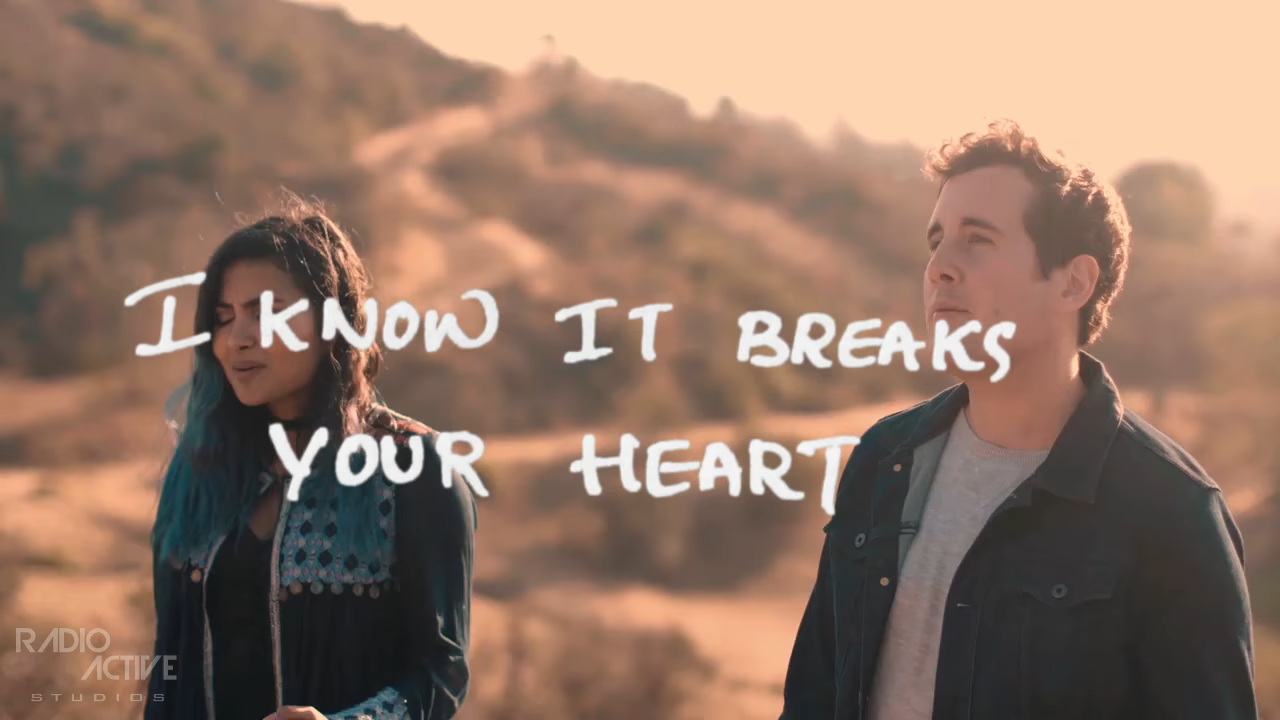 I KNOW IT BREAKS
YOUR HEART
RADIO
ACTIVE
STUDIOS